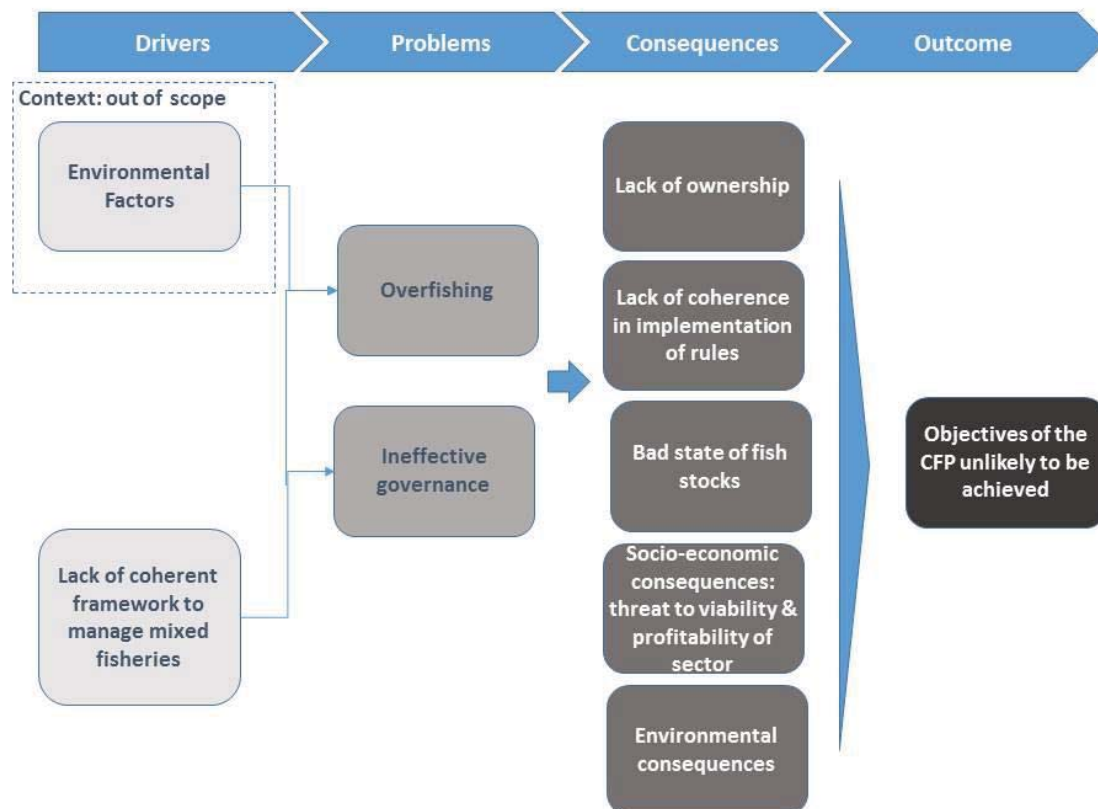 Drivers
Problems
Consequences
Outcome
Context: out of scope
Environmental
Factors
Lack of coherent
framework to
manage mixed
fisheries
Overfishing
Ineffective
governance
Lack of ownership
Lack of coherence
in implementation
of rules
Bad state of fish
stocks
Socio-economic
consequences:
threat to viability &
profitability of
sector
Environmental
consequences
Objectives of the
CFP unlikely to be
achieved